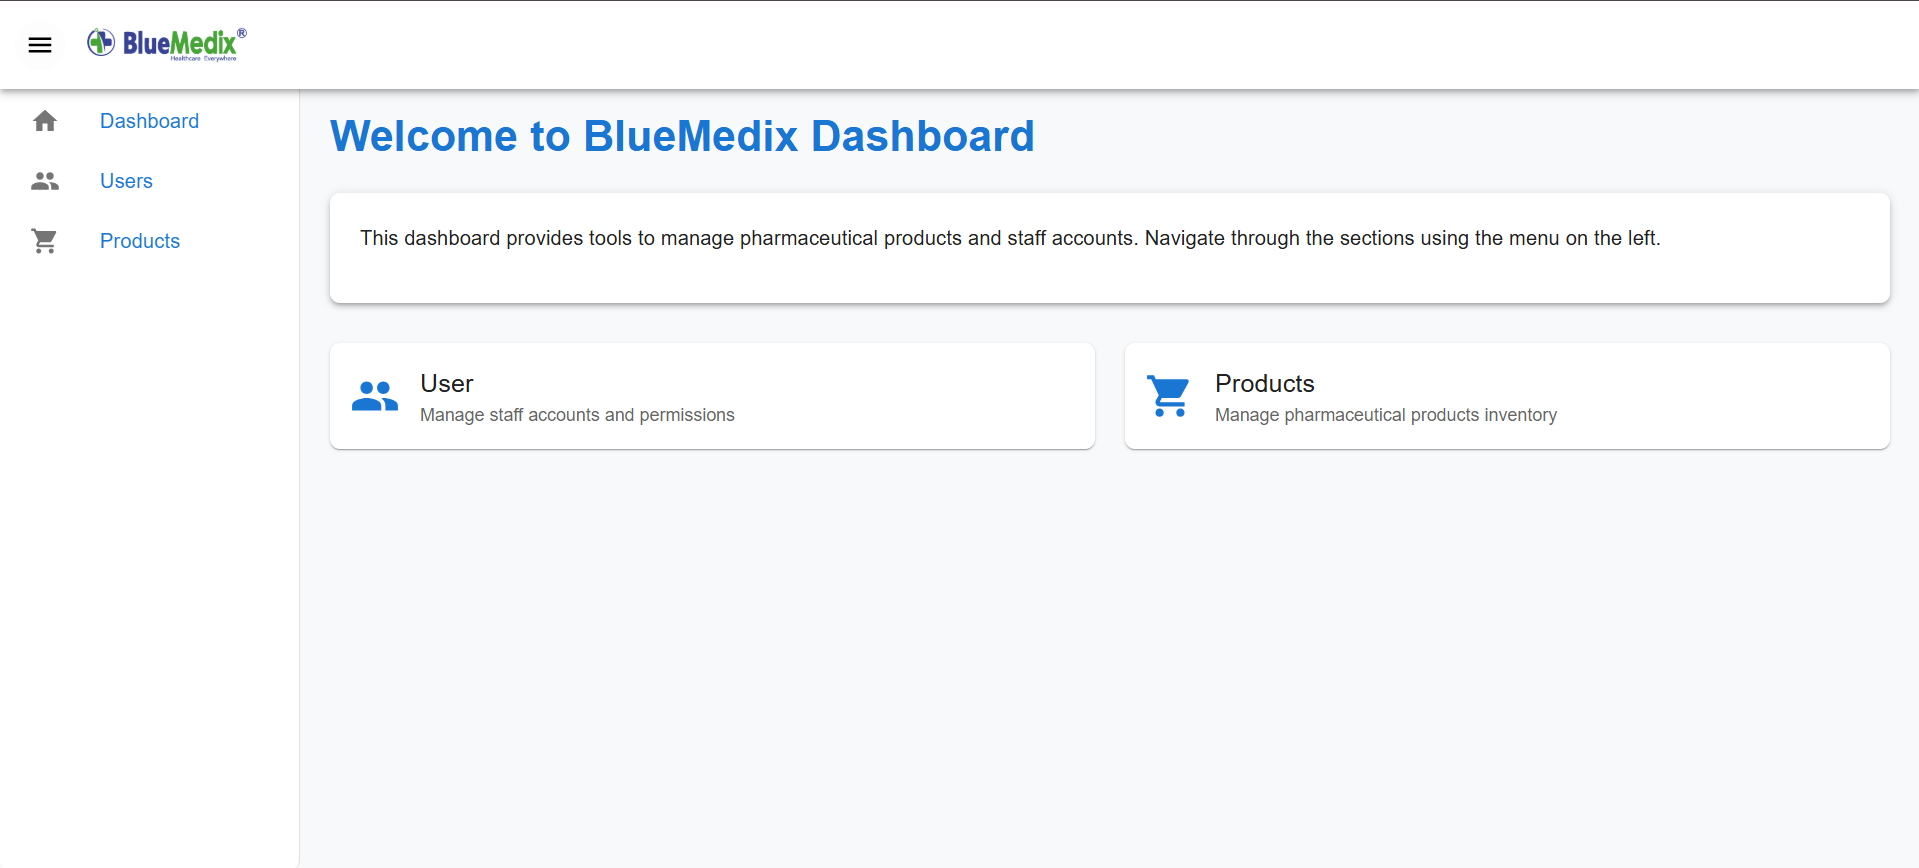 BlueMedix®
Healthcare Everywhere
Dashboard
Users
Products
Welcome to BlueMedix Dashboard
This dashboard provides tools to manage pharmaceutical products and staff accounts. Navigate through the sections using the menu on the left.
User
Manage staff accounts and permissions
Products
Manage pharmaceutical products inventory